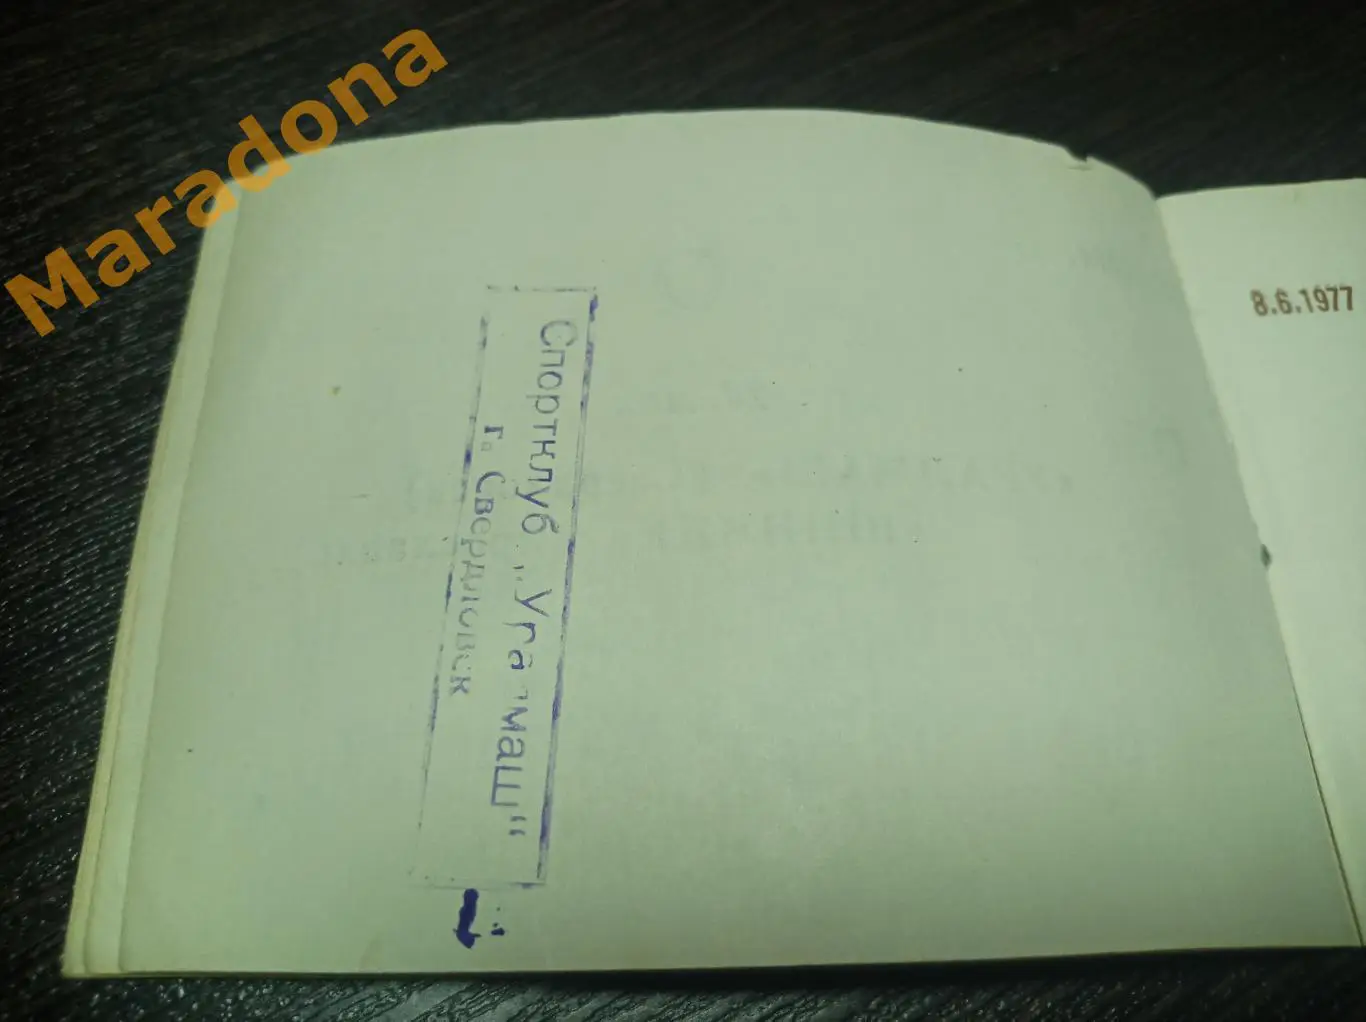 Maradona
Спортклуб „Уралмаш“
г. Свердловск
8.6.1977